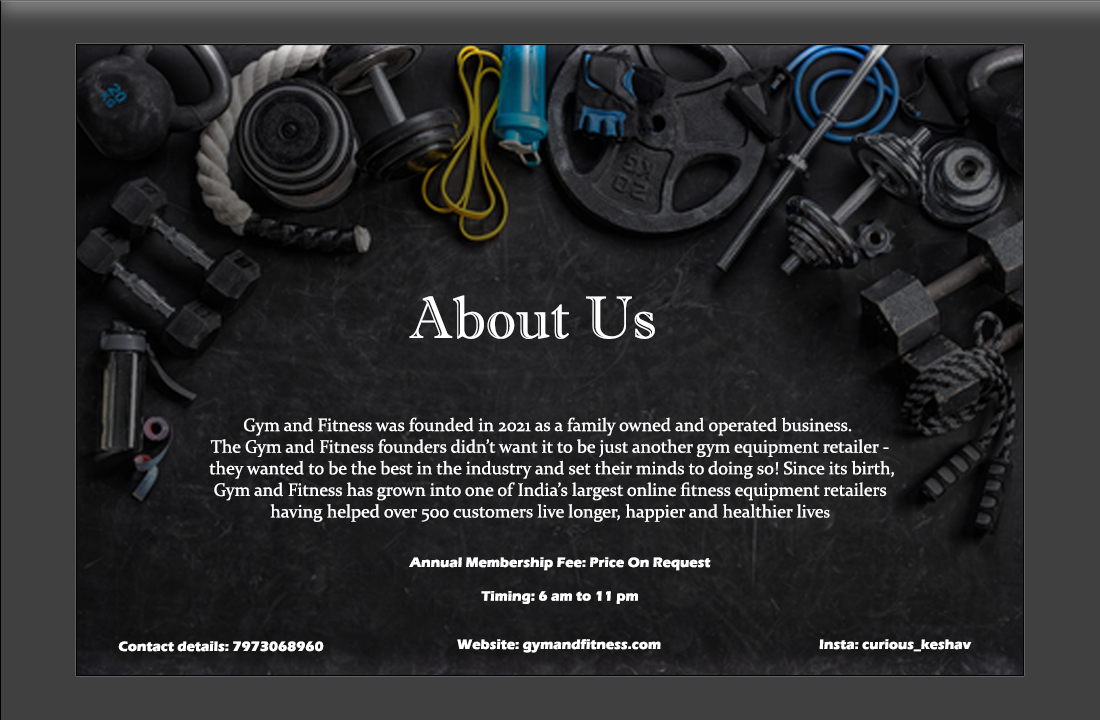 20
KG
20
KG
About Us
Gym and Fitness was founded in 2021 as a family owned and operated business.
The Gym and Fitness founders didn't want it to be just another gym equipment retailer -
they wanted to be the best in the industry and set their minds to doing so! Since its birth,
Gym and Fitness has grown into one of India's largest online fitness equipment retailers
having helped over 500 customers live longer, happier and healthier lives
Annual Membership Fee: Price On Request
Timing: 6 am to 11 pm
Contact details: 7973068960
Website: gymandfitness.com
Insta: curious_keshav